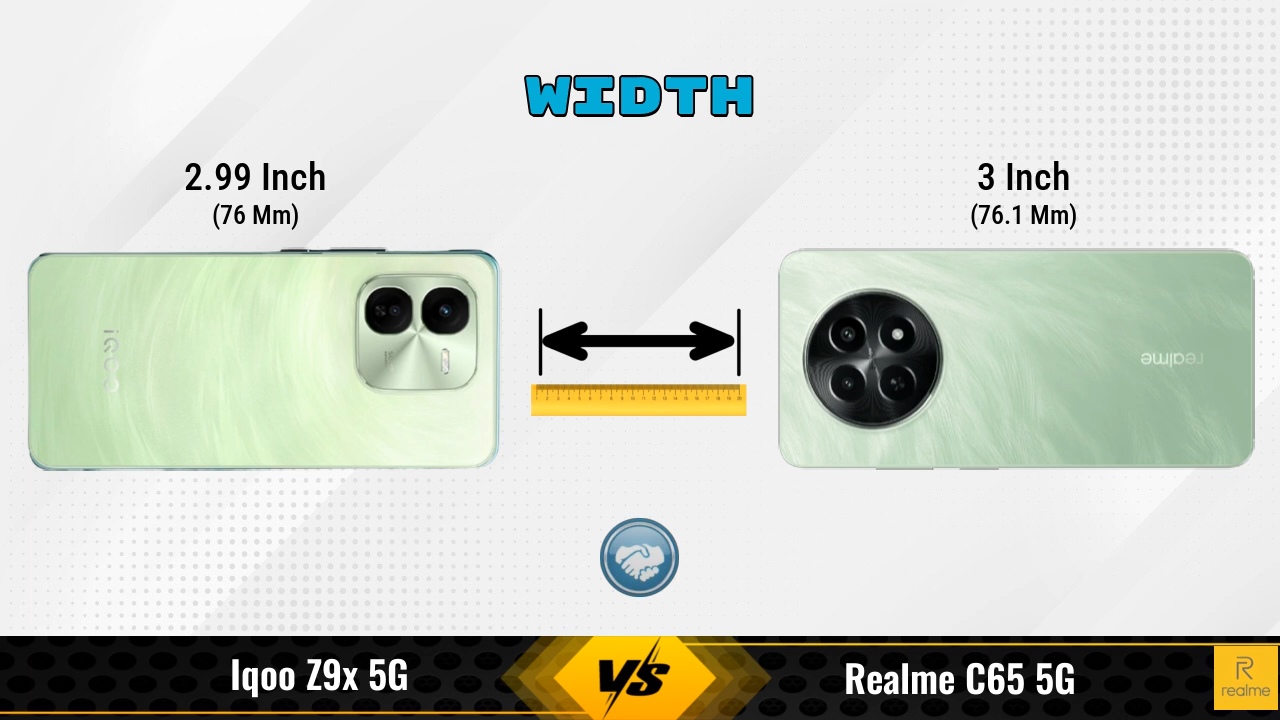 WIDTH
2.99 Inch
(76 Mm)
3 Inch
(76.1 Mm)
iQOO
realme
Iqoo Z9x 5G
VS
Realme C65 5G
R
realme